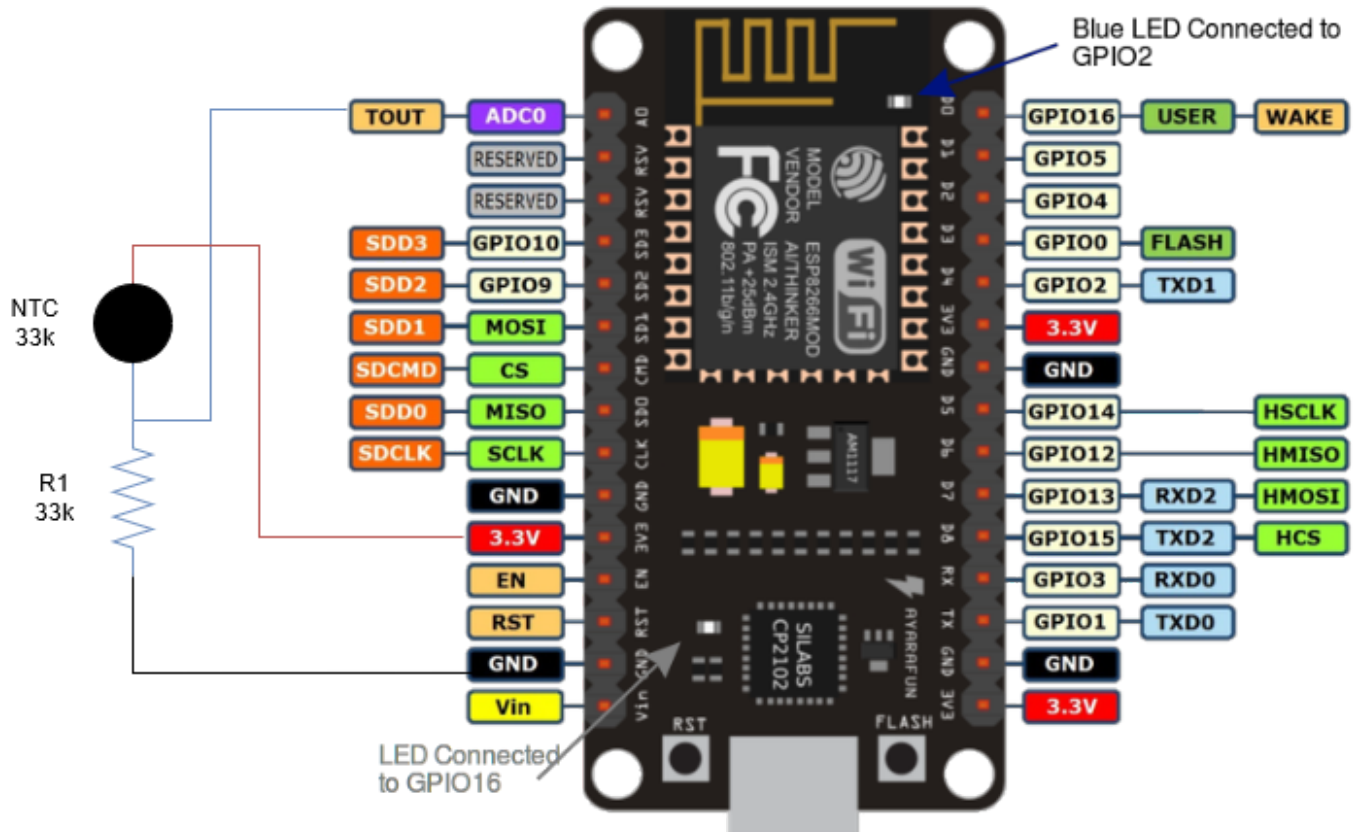 Blue LED Connected to
GPIO2
TOUT ADC0
RESERVED
RESERVED
SDD3 GPIO10
SDD2 GPIO9
SDD1 MOSI
SDCMD CS
SDD0 MISO
SDCLK SCLK
GND
3.3V
EN
RST
GND
Vin
NTC
33k
R1
33k
LED Connected
to GPIO16
A0
RSV
RSV
SD3
SD2
SD1
CMD
SD0
CLK
GND
3V3
EN
RST
GND
Vin
MODEL ESP8266MOD
VENDOR AI/THINKER
ISM 2.4GHz
PA +25dBm
802.11b/g/n
FC
WiFi
AM1117
SILABS
CP2102
AYARAFUN
RST
FLASH
D0
D1
D2
D3
D4
3V3
GND
D5
D6
D7
D8
RX
TX
GND
3V3
GPIO16 USER WAKE
GPIO5
GPIO4
GPIO0 FLASH
GPIO2 TXD1
3.3V
GND
GPIO14 HSCLK
GPIO12 HMISO
GPIO13 RXD2 HMOSI
GPIO15 TXD2 HCS
GPIO3 RXD0
GPIO1 TXD0
GND
3.3V